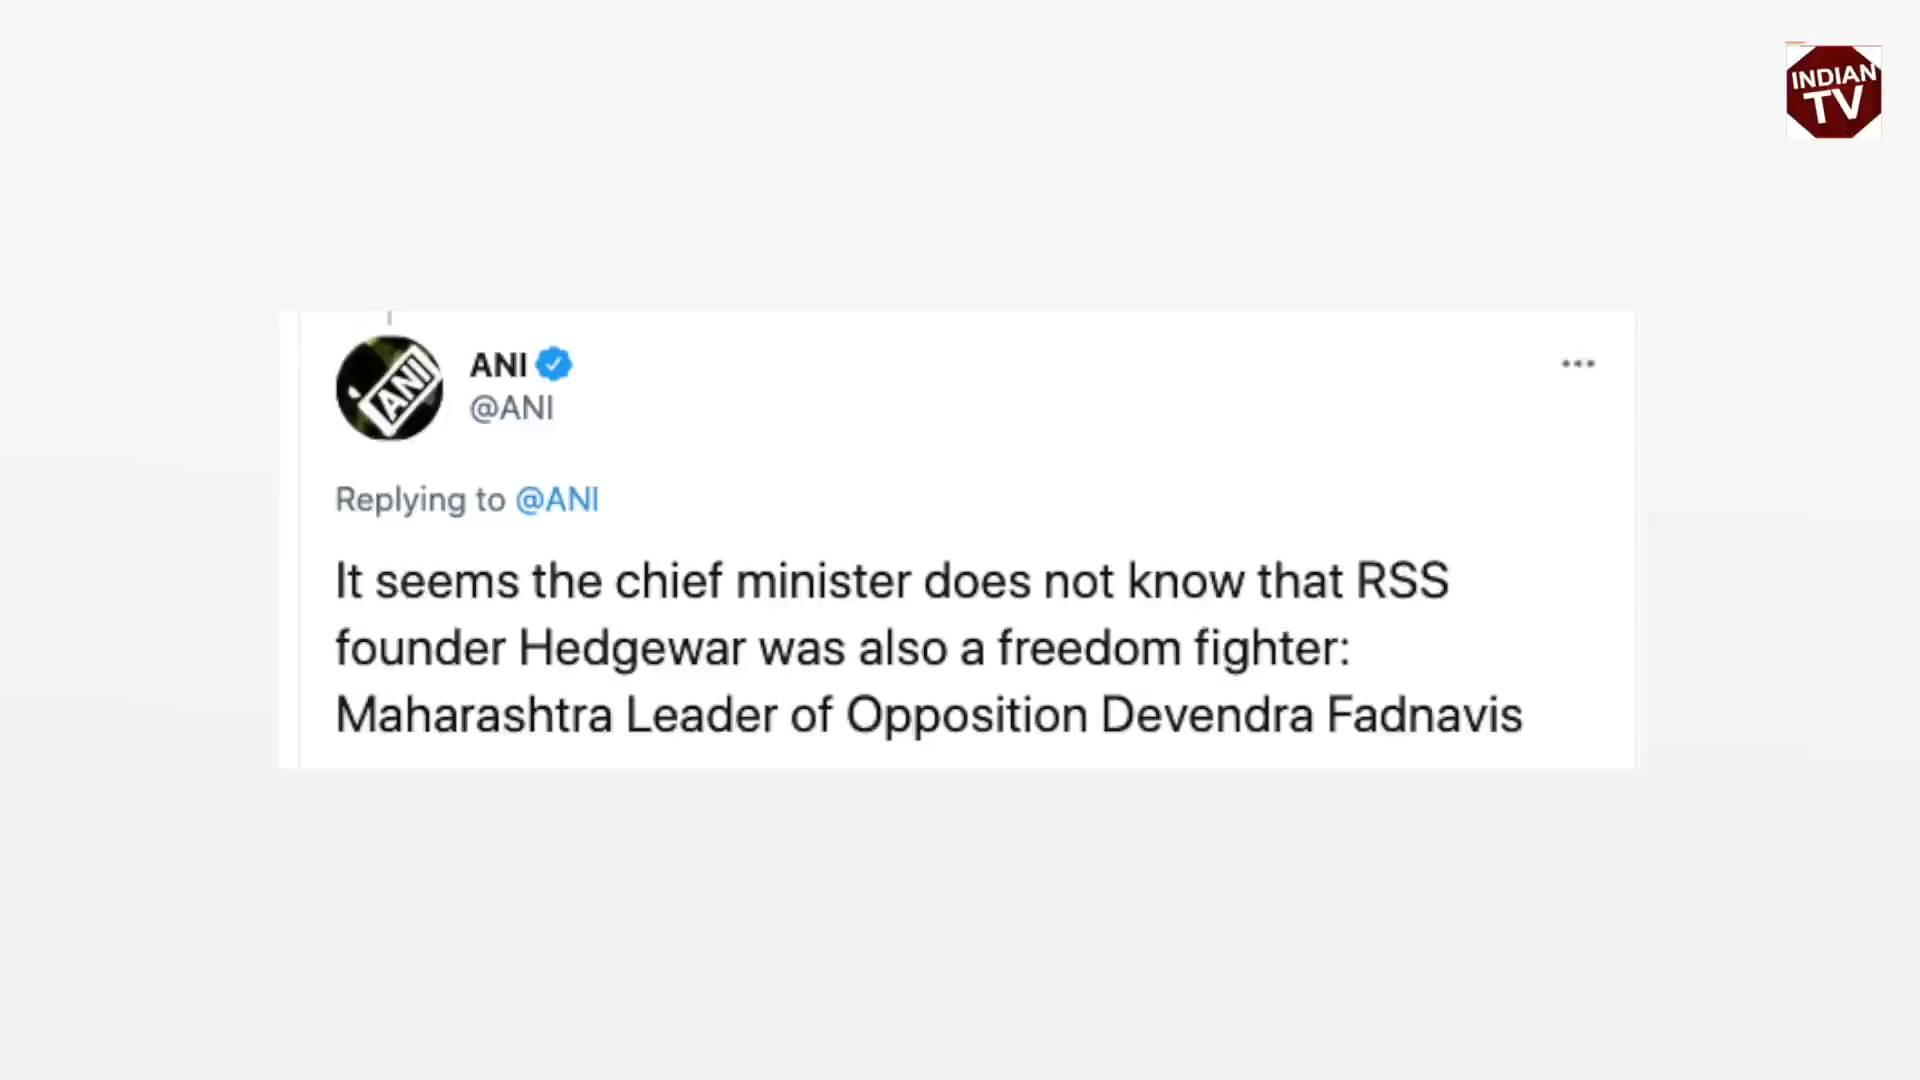 INDIAN
TV
ANI
ANI
@ANI
Replying to @ANI
It seems the chief minister does not know that RSS
founder Hedgewar was also a freedom fighter:
Maharashtra Leader of Opposition Devendra Fadnavis